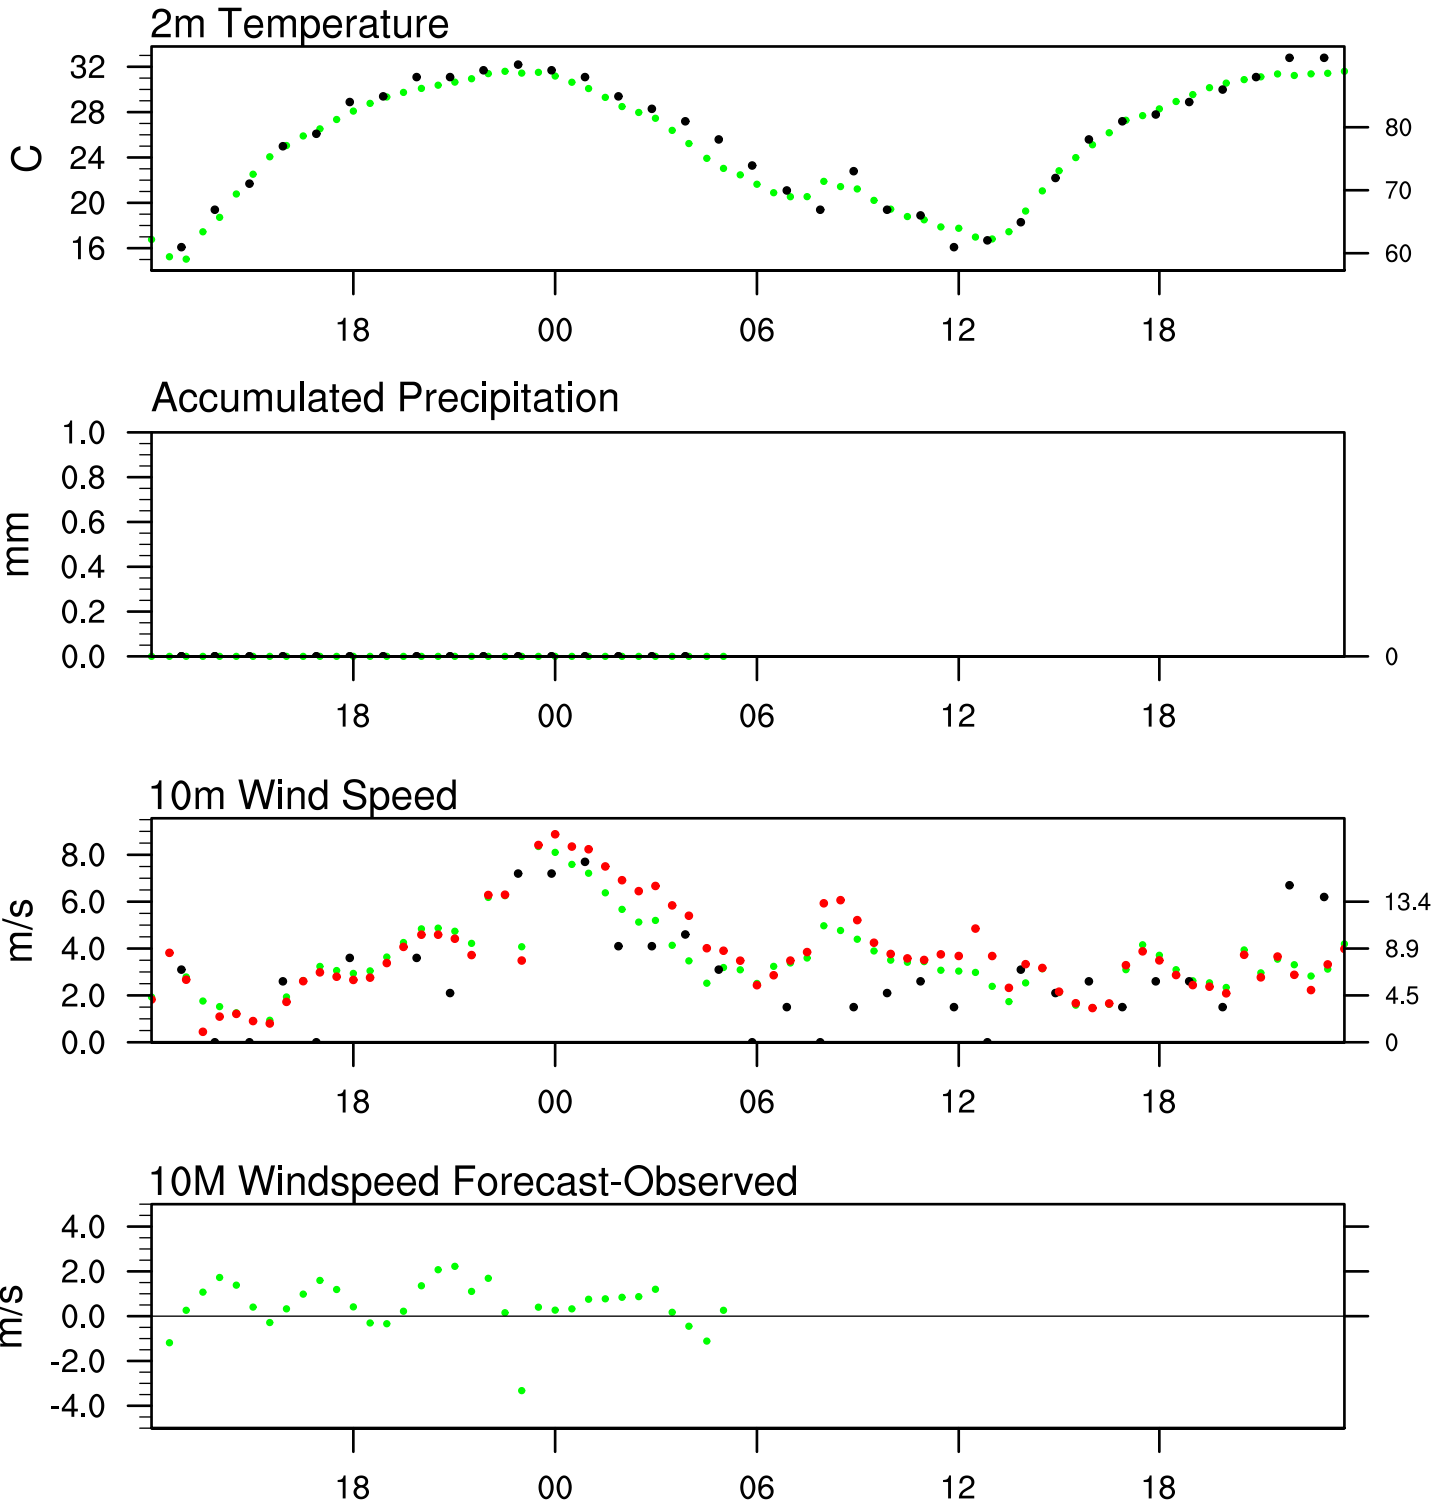 2m Temperature
32
28
24
20
16
C
80
70
60
18 00 06 12 18
Accumulated Precipitation
1.0
0.8
0.6
0.4
0.2
0.0
mm
0
18 00 06 12 18
10m Wind Speed
8.0
6.0
4.0
2.0
0.0
m/s
13.4
8.9
4.5
0
18 00 06 12 18
10M Windspeed Forecast-Observed
4.0
2.0
0.0
-2.0
-4.0
m/s
18 00 06 12 18